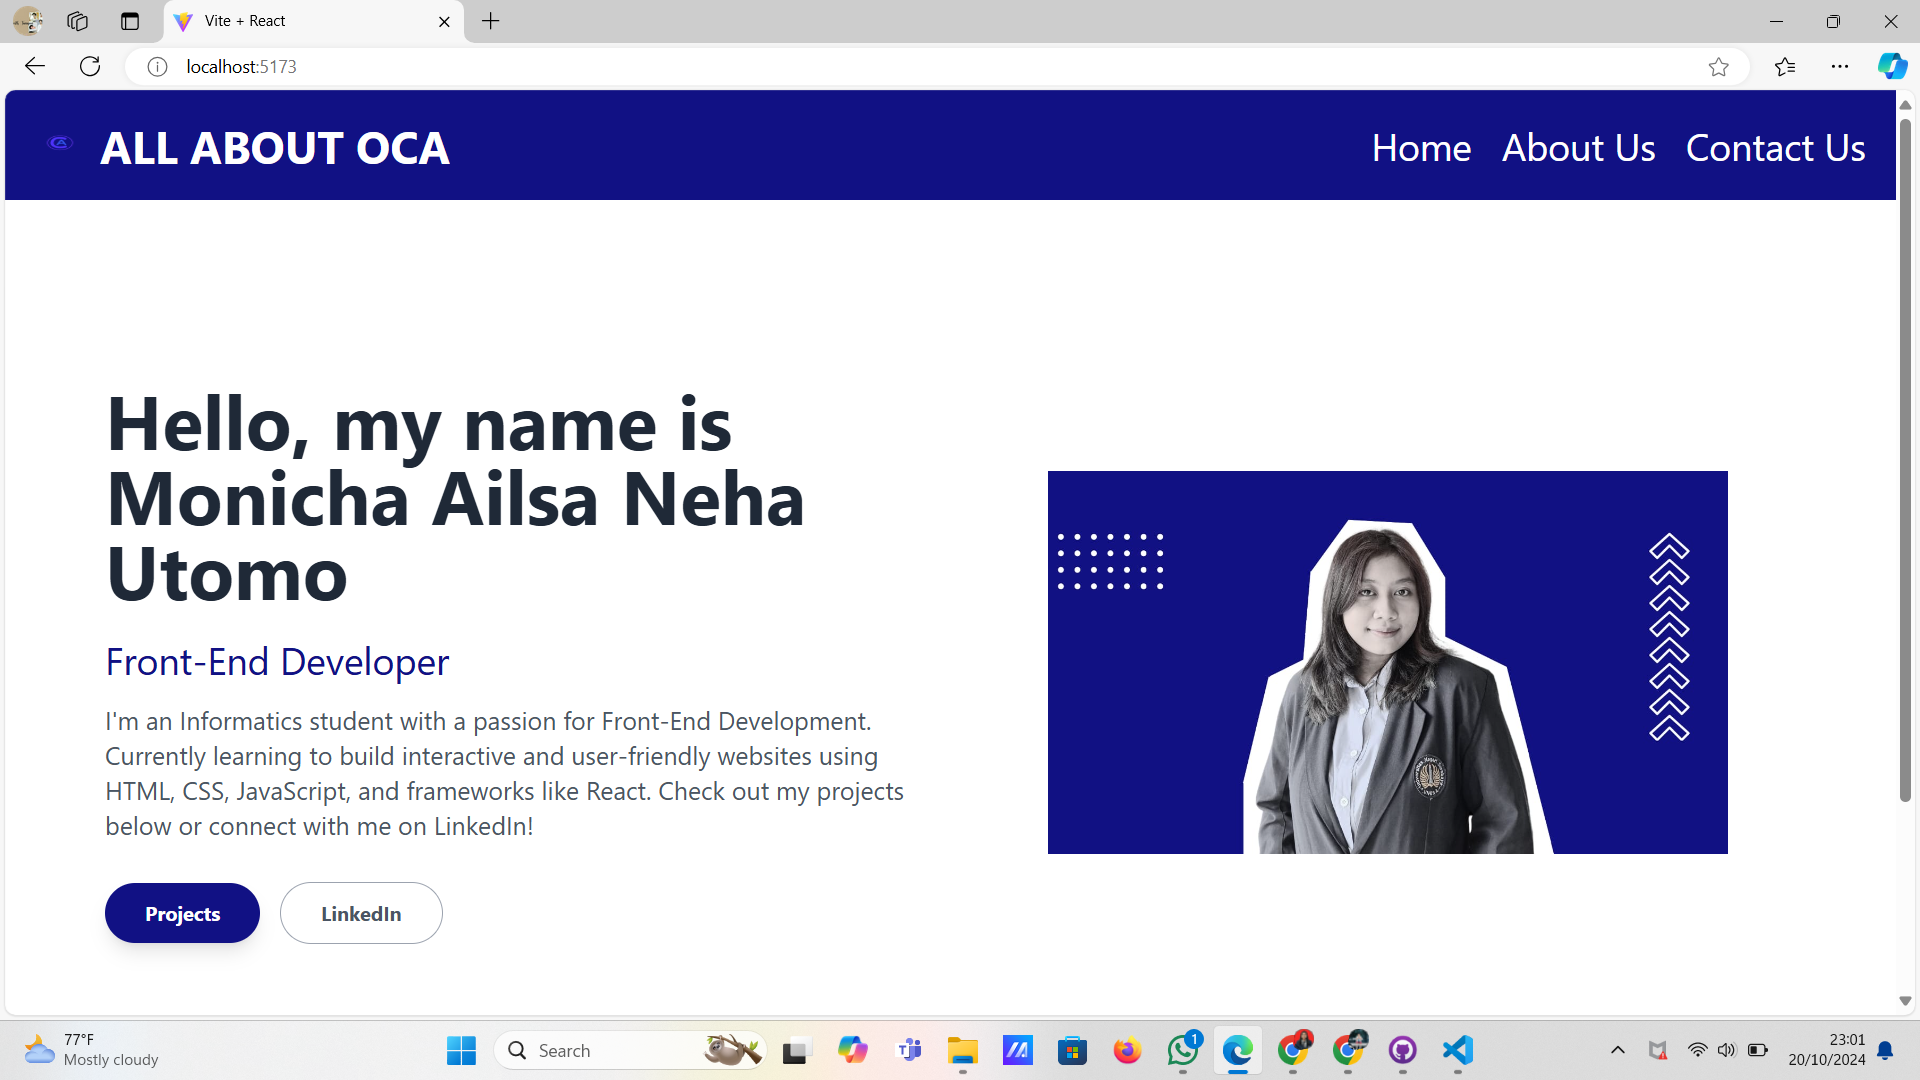 Vite + React
localhost:5173
ALL ABOUT OCA
Home About Us Contact Us
Hello, my name is
Monicha Ailsa Neha
Utomo
Front-End Developer
I'm an Informatics student with a passion for Front-End Development.
Currently learning to build interactive and user-friendly websites using
HTML, CSS, JavaScript, and frameworks like React. Check out my projects
below or connect with me on LinkedIn!
Projects LinkedIn
77°F
Mostly cloudy
Search
1
23:01
20/10/2024